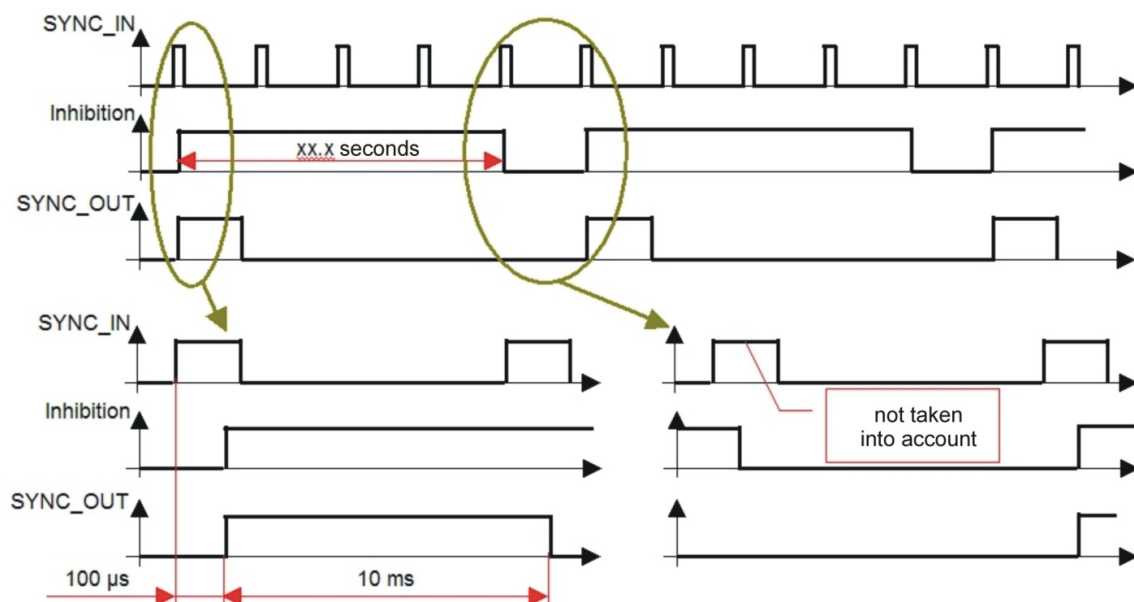 SYNC_IN
Inhibition
xx.x seconds
SYNC_OUT
SYNC_IN
Inhibition
not taken
into account
SYNC_OUT
100 µs
10 ms